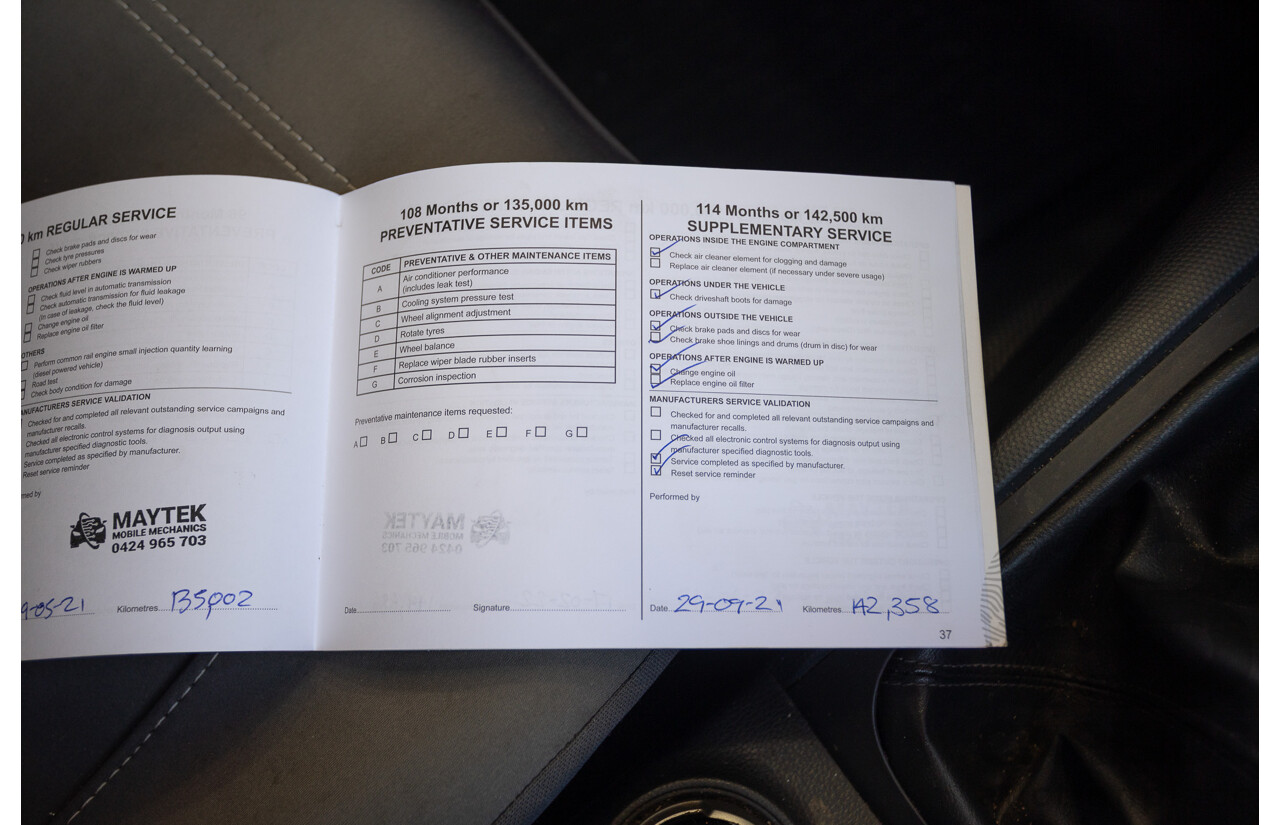 km REGULAR SERVICE
Check brake pads and discs for wear
Check tyre pressures
Check wiper rubbers
OPERATIONS AFTER ENGINE IS WARMED UP
Check fluid level in automatic transmission
Check automatic transmission for fluid leakage
(In case of leakage, check the fluid level)
Change engine oil
Replace engine oil filter
OTHERS
Perform common rail engine small injection quantity learning
(diesel powered vehicle)
Road test
Check body condition for damage
MANUFACTURERS SERVICE VALIDATION
Checked for and completed all relevant outstanding service campaigns and
manufacturer recalls.
Checked all electronic control systems for diagnosis output using
manufacturer specified diagnostic tools.
Service completed as specified by manufacturer.
Reset service reminder
by
MAYTEK
MOBILE MECHANICS
0424 965 703
-05-21 Kilometres
108 Months or 135,000 km
PREVENTATIVE SERVICE ITEMS
CODE PREVENTATIVE & OTHER MAINTENANCE ITEMS
A Air conditioner performance
(includes leak test)
B Cooling system pressure test
C Wheel alignment adjustment
D Rotate tyres
E Wheel balance
F Replace wiper blade rubber inserts
G Corrosion inspection
Preventative maintenance items requested:
A B C D E F G
Date Signature
114 Months or 142,500 km
SUPPLEMENTARY SERVICE
OPERATIONS INSIDE THE ENGINE COMPARTMENT
Check air cleaner element for clogging and damage
Replace air cleaner element (if necessary under severe usage)
OPERATIONS UNDER THE VEHICLE
Check driveshaft boots for damage
OPERATIONS OUTSIDE THE VEHICLE
Check brake pads and discs for wear
Check brake shoe linings and drums (drum in disc) for wear
OPERATIONS AFTER ENGINE IS WARMED UP
Change engine oil
Replace engine oil filter
MANUFACTURERS SERVICE VALIDATION
Checked for and completed all relevant outstanding service campaigns and
manufacturer recalls.
Checked all electronic control systems for diagnosis output using
manufacturer specified diagnostic tools.
Service completed as specified by manufacturer.
Reset service reminder
Performed by
Date 29-09-21 Kilometres 142,358
37